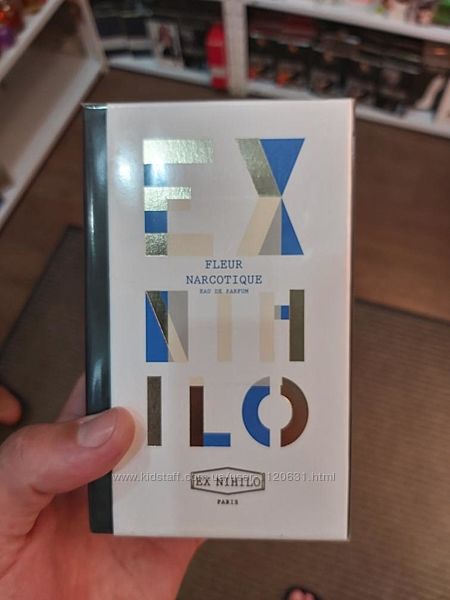 EX
FLEUR
NARCOTIQUE
EAU DE PARFUM
NIH
ILO
EX NIHILO
PARIS